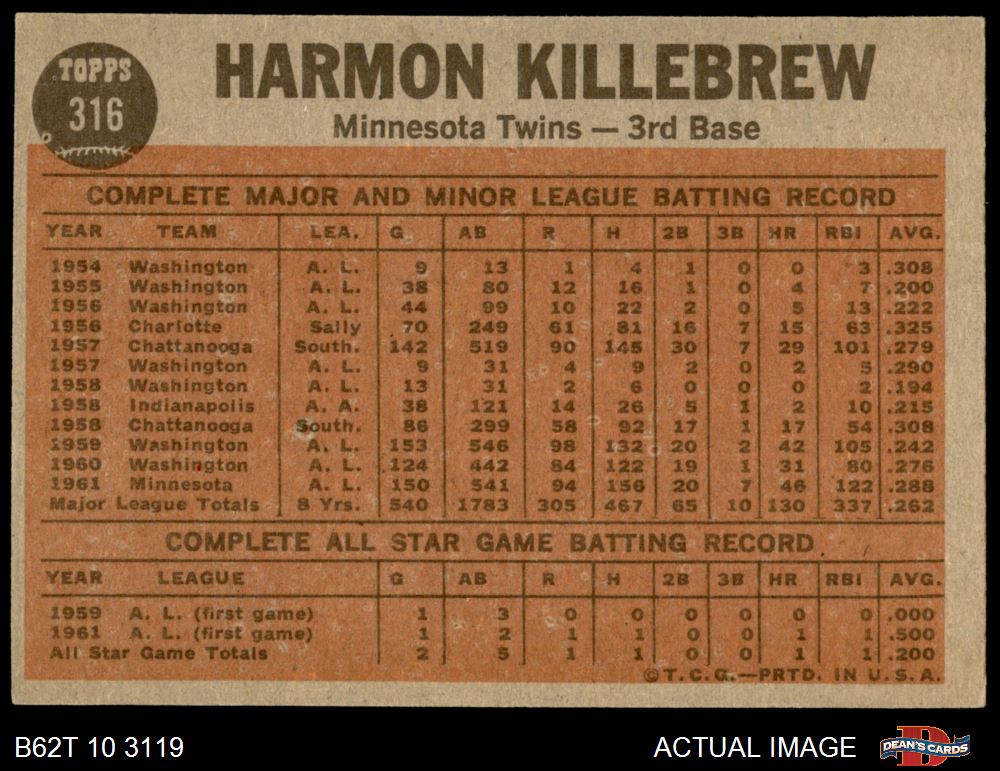 TOPPS
316
HARMON KILLEBREW
Minnesota Twins — 3rd Base
COMPLETE MAJOR AND MINOR LEAGUE BATTING RECORD
YEAR TEAM LEA. G AB R H 2B 3B HR RBI AVG.
1954 Washington A. L. 9 13 1 4 1 0 0 3 .308
1955 Washington A. L. 38 80 12 16 1 0 4 7 .200
1956 Washington A. L. 44 99 10 22 2 0 5 13 .222
1956 Charlotte Sally 70 249 61 81 16 7 15 63 .325
1957 Chattanooga South. 142 519 90 145 30 7 29 101 .279
1957 Washington A. L. 9 31 4 9 2 0 2 5 .290
1958 Washington A. L. 13 31 2 6 0 0 0 2 .194
1958 Indianapolis A. A. 38 121 14 26 5 1 2 10 .215
1958 Chattanooga South. 86 299 58 92 17 1 17 54 .308
1959 Washington A. L. 153 546 98 132 20 2 42 105 .242
1960 Washington A. L. 124 442 84 122 19 1 31 80 .276
1961 Minnesota A. L. 150 541 94 156 20 7 46 122 .288
Major League Totals 8 Yrs. 540 1783 305 467 65 10 130 337 .262
COMPLETE ALL STAR GAME BATTING RECORD
YEAR LEAGUE G AB R H 2B 3B HR RBI AVG.
1959 A. L. (first game) 1 3 0 0 0 0 0 0 .000
1961 A. L. (first game) 1 2 1 1 0 0 1 1 .500
All Star Game Totals 2 5 1 1 0 0 1 1 .200
©T.C.G.—PRTD. IN U.S.A.
B62T 10 3119
ACTUAL IMAGE
DEAN'S CARDS